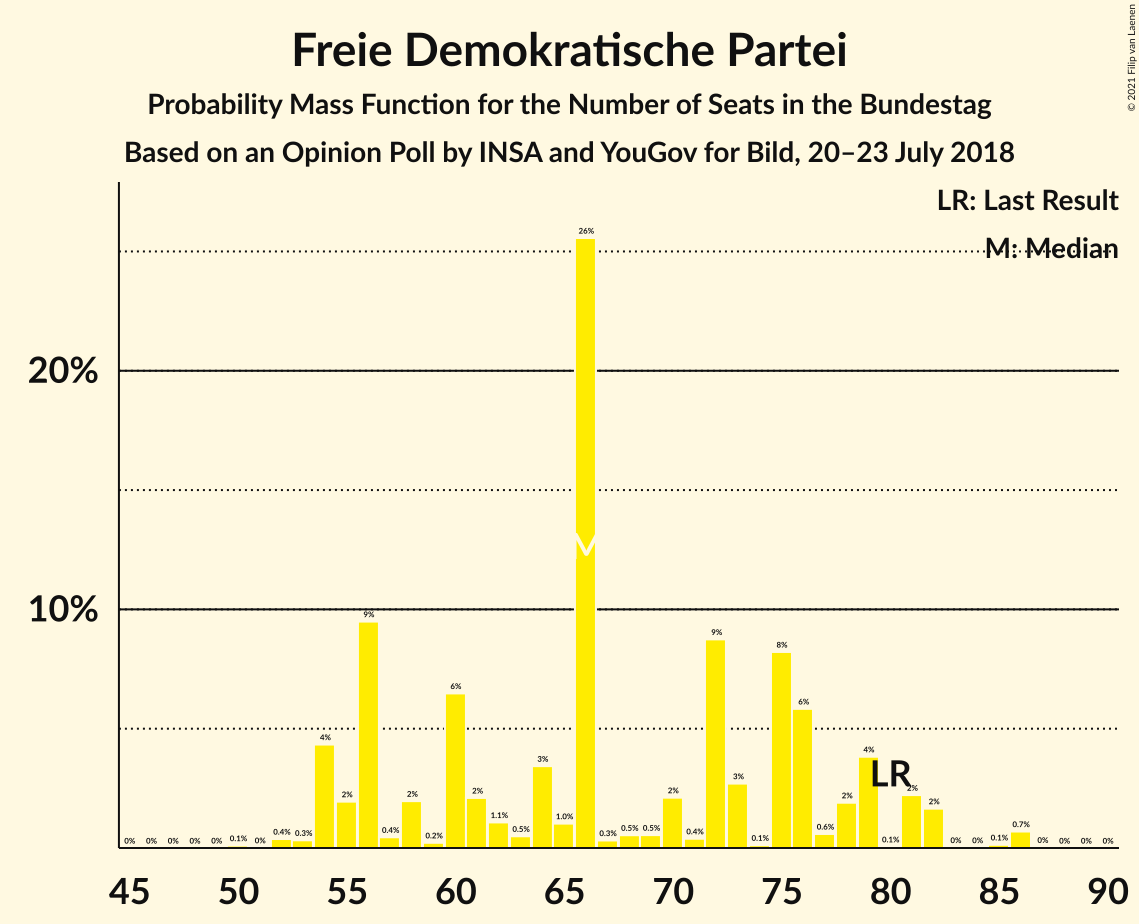 Freie Demokratische Partei
Probability Mass Function for the Number of Seats in the Bundestag
Based on an Opinion Poll by INSA and YouGov for Bild, 20–23 July 2018
© 2021 Filip van Laenen
LR: Last Result
M: Median
20%
10%
0% 0% 0% 0% 0% 0.1% 0% 0.4% 0.3% 4% 2% 9% 0.4% 2% 0.2% 6% 2% 1.1% 0.5% 3% 1.0% 26% 0.3% 0.5% 0.5% 2% 0.4% 9% 3% 0.1% 8% 6% 0.6% 2% 4% 0.1% 2% 2% 0% 0% 0.1% 0.7% 0% 0% 0% 0%
M
LR
45 50 55 60 65 70 75 80 85 90